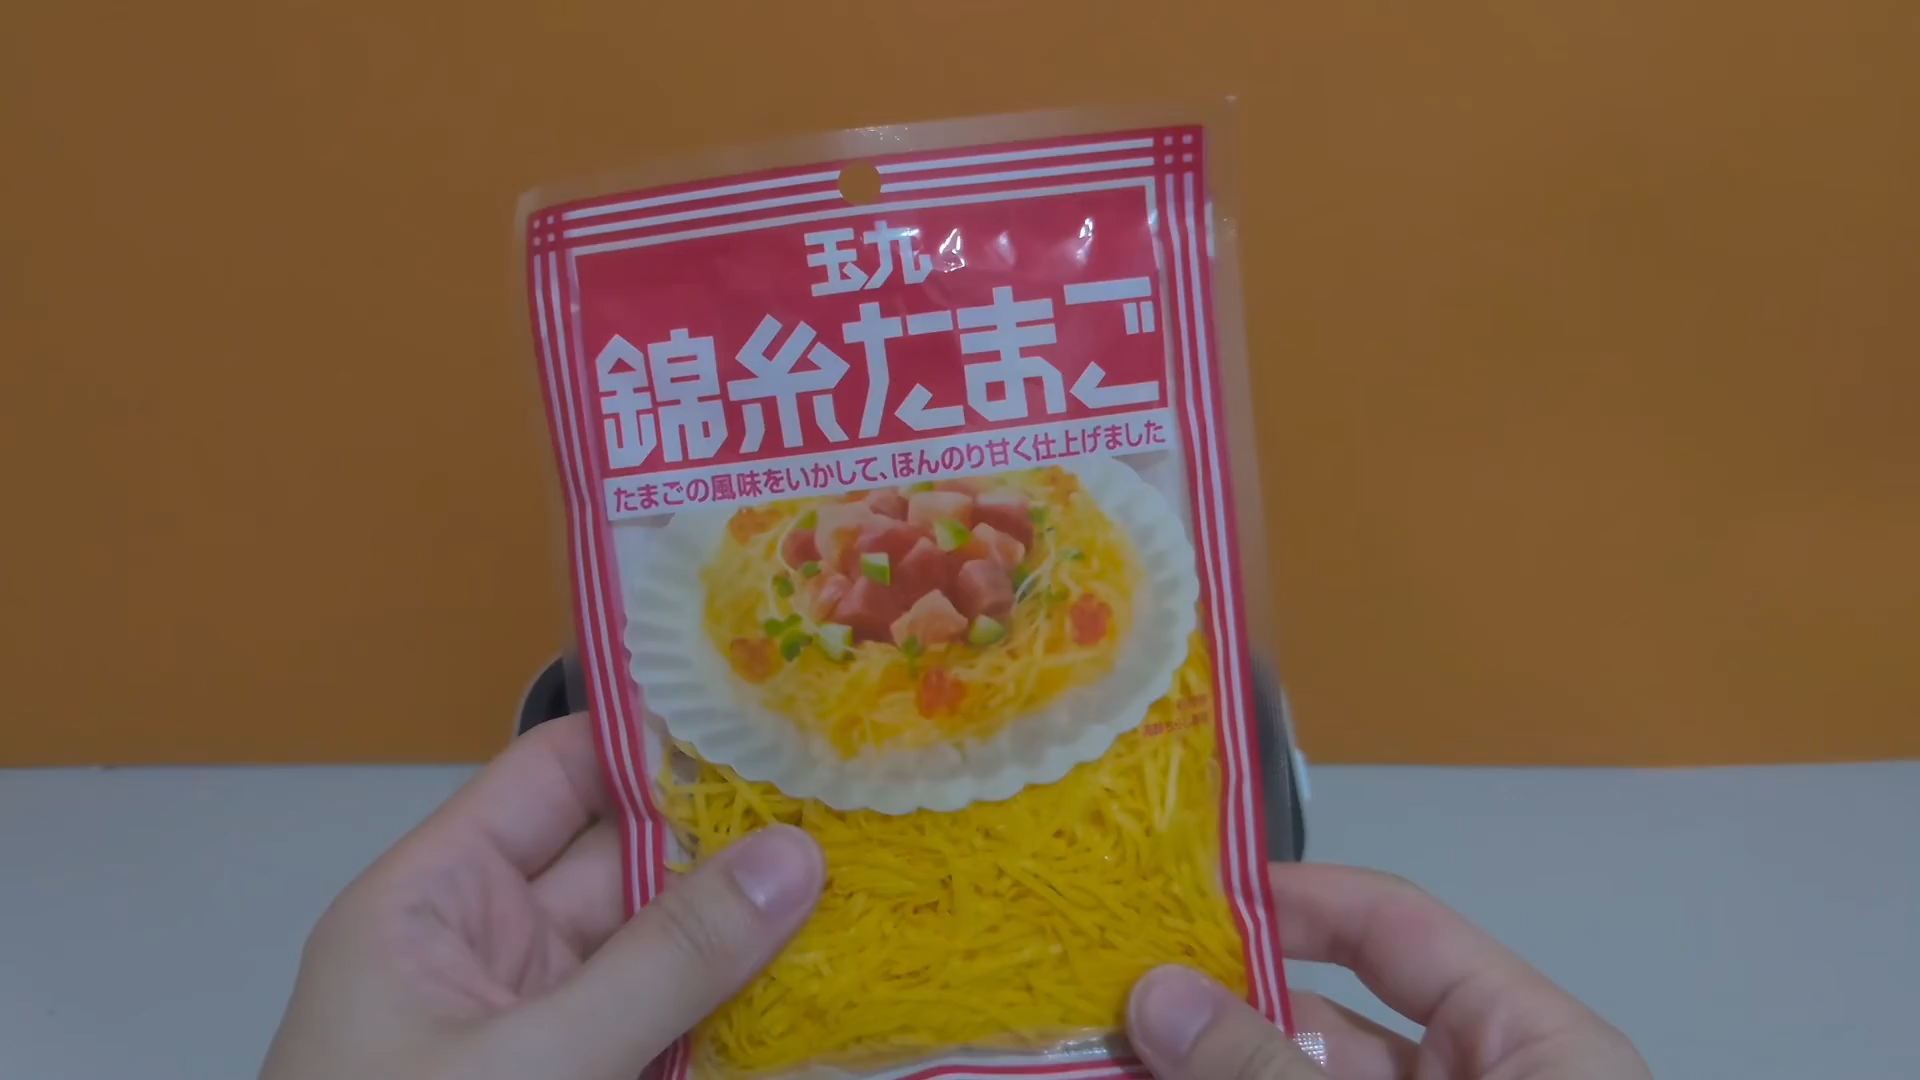 玉九
錦糸たまご
たまごの風味をいかして、ほんのり甘く仕上げました